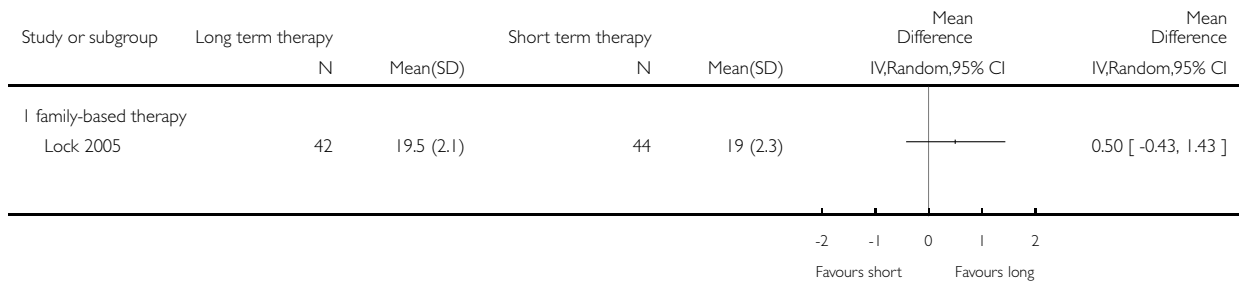 Mean Mean
Study or subgroup Long term therapy Short term therapy Difference Difference
N Mean(SD) N Mean(SD) IV,Random,95% CI IV,Random,95% CI
1 family-based therapy
Lock 2005 42 19.5 (2.1) 44 19 (2.3) 0.50 [ -0.43, 1.43 ]
-2 -1 0 1 2
Favours short Favours long